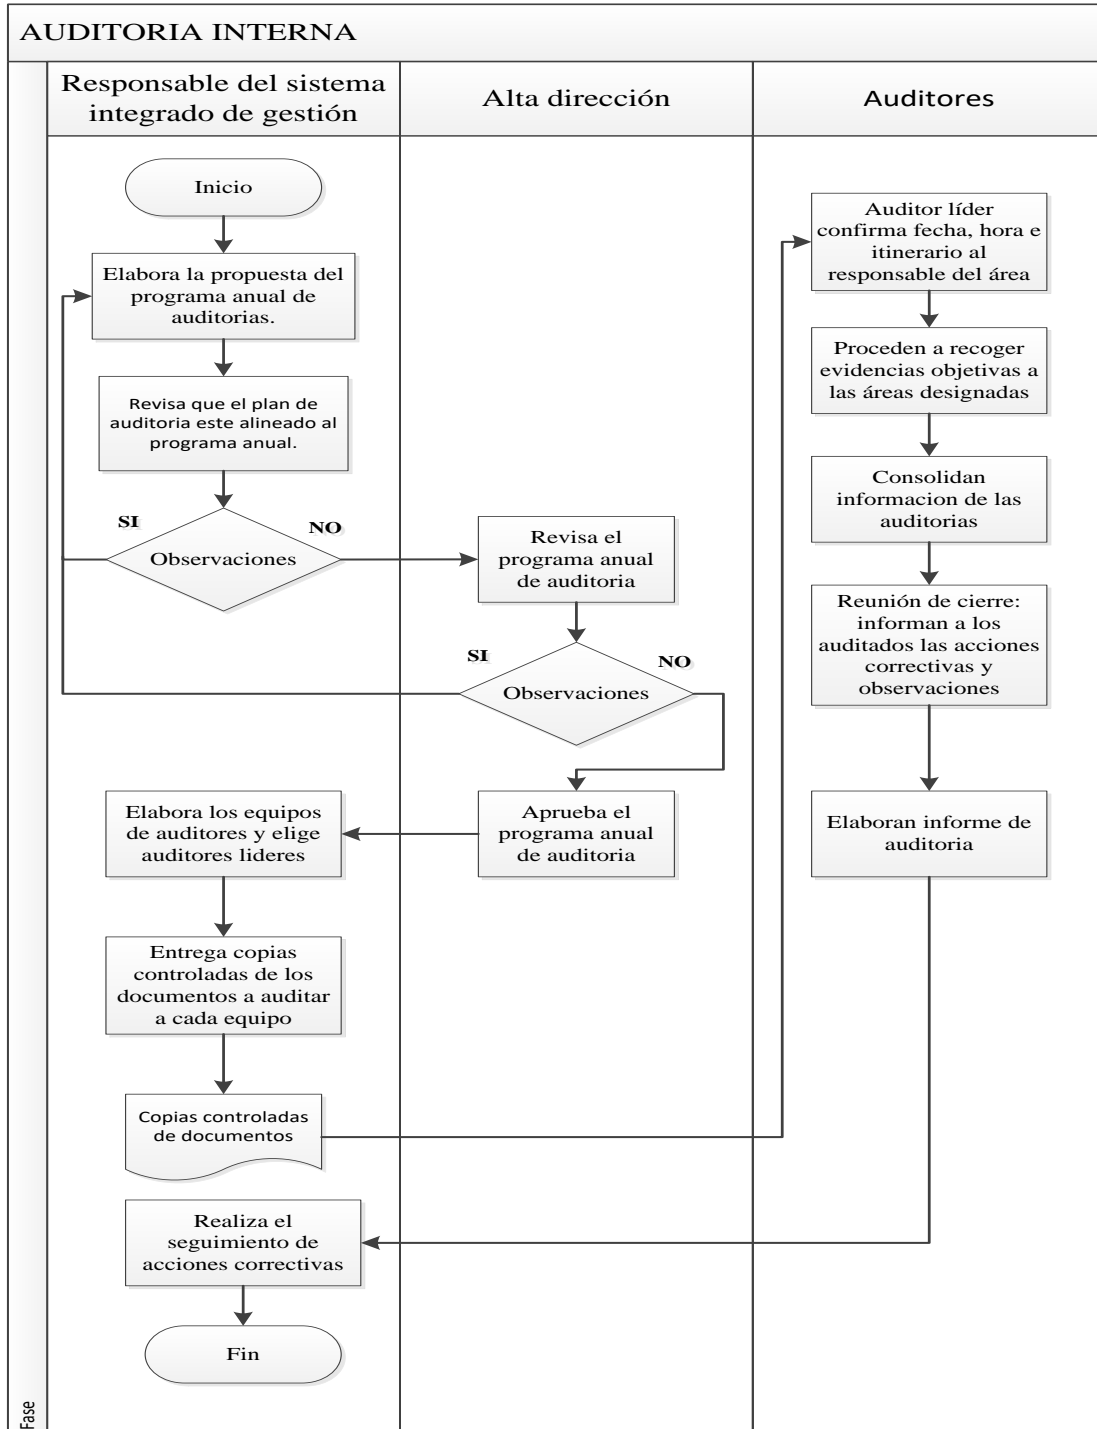 AUDITORIA INTERNA
Responsable del sistema
integrado de gestión
Alta dirección
Auditores
Inicio
Elabora la propuesta del
programa anual de
auditorias.
Revisa que el plan de
auditoria este alineado al
programa anual.
SI
NO
Observaciones
Revisa el
programa anual
de auditoria
SI
NO
Observaciones
Aprueba el
programa anual
de auditoria
Elabora los equipos
de auditores y elige
auditores lideres
Entrega copias
controladas de los
documentos a auditar
a cada equipo
Copias controladas
de documentos
Auditor líder
confirma fecha, hora e
itinerario al
responsable del área
Proceden a recoger
evidencias objetivas a
las áreas designadas
Consolidan
informacion de las
auditorias
Reunión de cierre:
informan a los
auditados las acciones
correctivas y
observaciones
Elaboran informe de
auditoria
Realiza el
seguimiento de
acciones correctivas
Fin
Fase